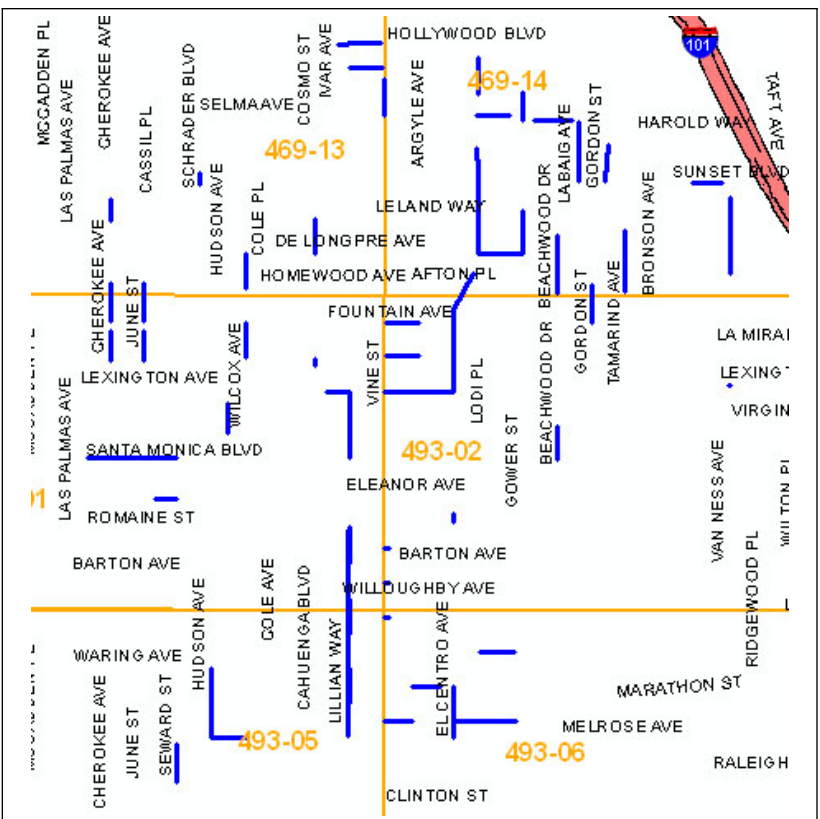 HOLLYWOOD BLVD
MCCADDEN PL
CHEROKEE AVE
COSMO ST
IVAR AVE
101
SCHRADER BLVD
469-14
ARGYLE AVE
TAFT AVE
LAS PALMAS AVE
CASSIL PL
SELMA AVE
LA BAIG AVE
GORDON ST
HAROLD WAY
469-13
SUNSET BLVD
HUDSON AVE
COLE PL
LELAND WAY
BEACHWOOD DR
BRONSON AVE
CHEROKEE AVE
DE LONGPRE AVE
HOMEWOOD AVE
AFTON PL
JUNE ST
FOUNTAIN AVE
GORDON ST
TAMARIND AVE
WILCOX AVE
VINE ST
BEACHWOOD DR
LA MIRA
LEXINGTON AVE
LODI PL
LEXINGT
VIRGIN
LAS PALMAS AVE
GOWER ST
SANTA MONICA BLVD
493-02
VAN NESS AVE
ELEANOR AVE
ROMAINE ST
BARTON AVE
BARTON AVE
RIDGEWOOD PL
HUDSON AVE
COLE AVE
CAHUENGA BLVD
WILLOUGHBY AVE
LILLIAN WAY
EL CENTRO AVE
WARING AVE
CHEROKEE AVE
JUNE ST
SEWARD ST
MARATHON ST
MELROSE AVE
493-05
493-06
RALEIGH
CLINTON ST